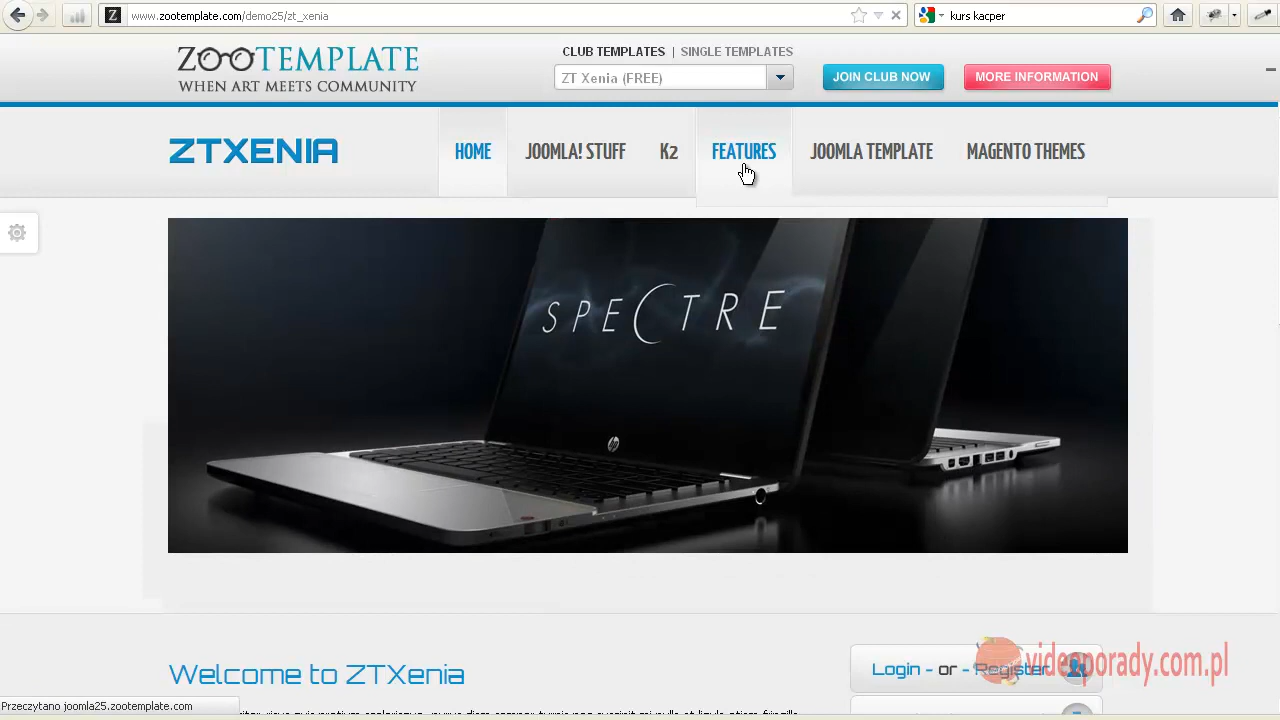 www.zootemplate.com/demo25/zt_xenia
kurs kacper
ZOOTEMPLATE
WHEN ART MEETS COMMUNITY
CLUB TEMPLATES | SINGLE TEMPLATES
ZT Xenia (FREE)
JOIN CLUB NOW
MORE INFORMATION
ZTXENIA
HOME
JOOMLA! STUFF
K2
FEATURES
JOOMLA TEMPLATE
MAGENTO THEMES
SPECTRE
hp
Welcome to ZTXenia
Login - or - Register
videoporady.com.pl
Przeczytano joomla25.zootemplate.com